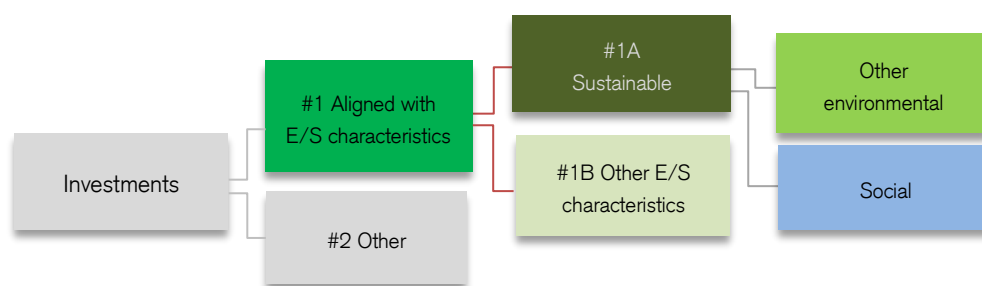 Investments
#1 Aligned with
E/S characteristics
#2 Other
#1A
Sustainable
#1B Other E/S
characteristics
Other
environmental
Social